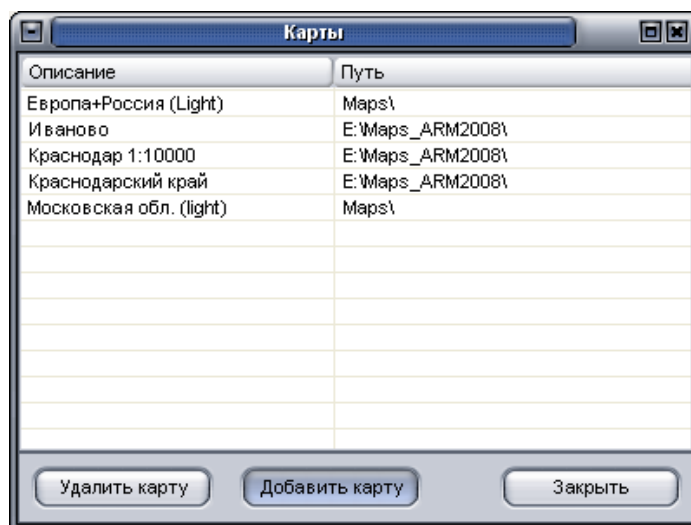 Карты
Описание Путь
Европа+Россия (Light) Maps\
Иваново E:\Maps_ARM2008\
Краснодар 1:10000 E:\Maps_ARM2008\
Краснодарский край E:\Maps_ARM2008\
Московская обл. (light) Maps\
Удалить карту Добавить карту Закрыть